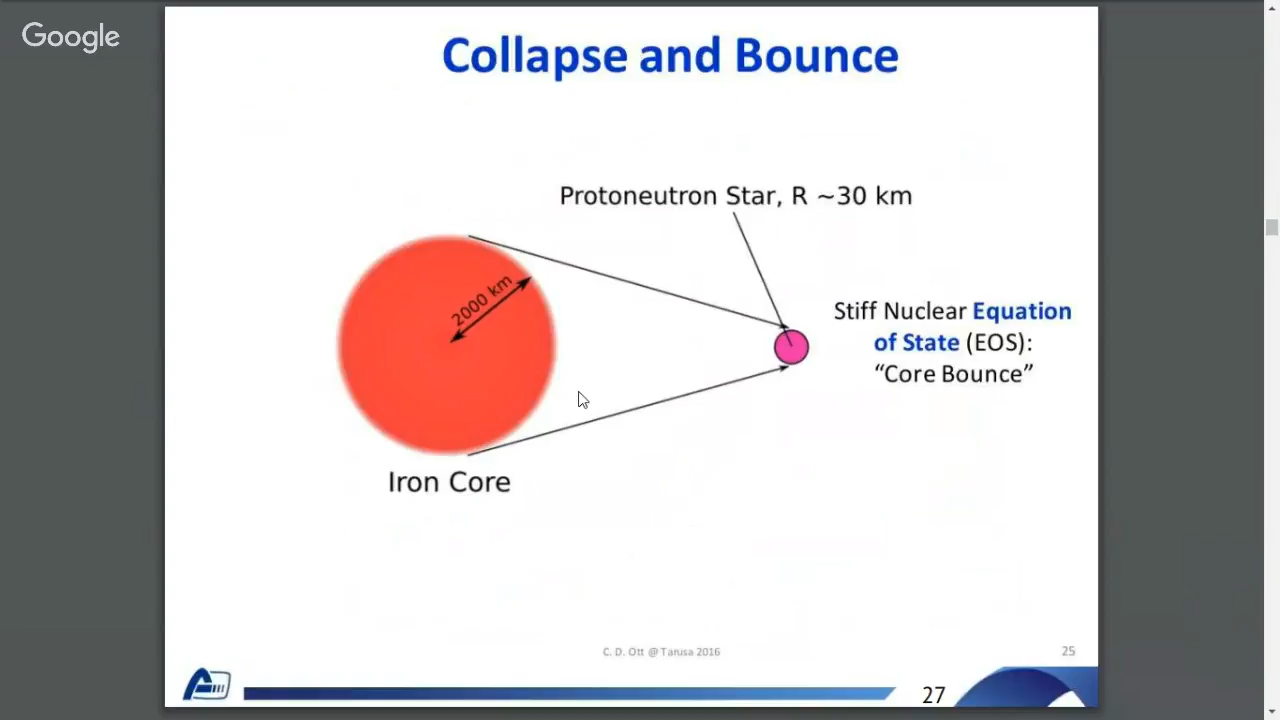 Google
Collapse and Bounce
Protoneutron Star, R ~30 km
2000 km
Stiff Nuclear Equation
of State (EOS):
“Core Bounce”
Iron Core
C. D. Ott @ Tarusa 2016
25
27